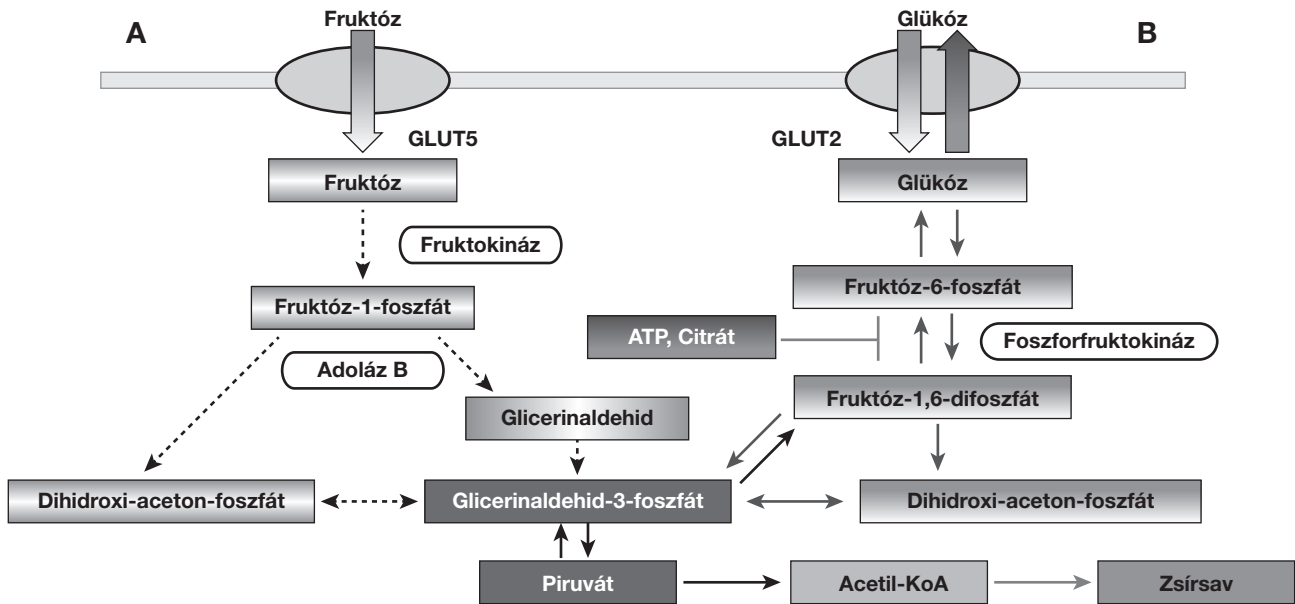 A
Fruktóz
Glükóz
B
GLUT5
GLUT2
Fruktóz
Glükóz
Fruktokináz
Fruktóz-6-foszfát
Fruktóz-1-foszfát
ATP, Citrát
Foszforfruktokináz
Adoláz B
Fruktóz-1,6-difoszfát
Glicerinaldehid
Dihidroxi-aceton-foszfát
Glicerinaldehid-3-foszfát
Dihidroxi-aceton-foszfát
Piruvát
Acetil-KoA
Zsírsav